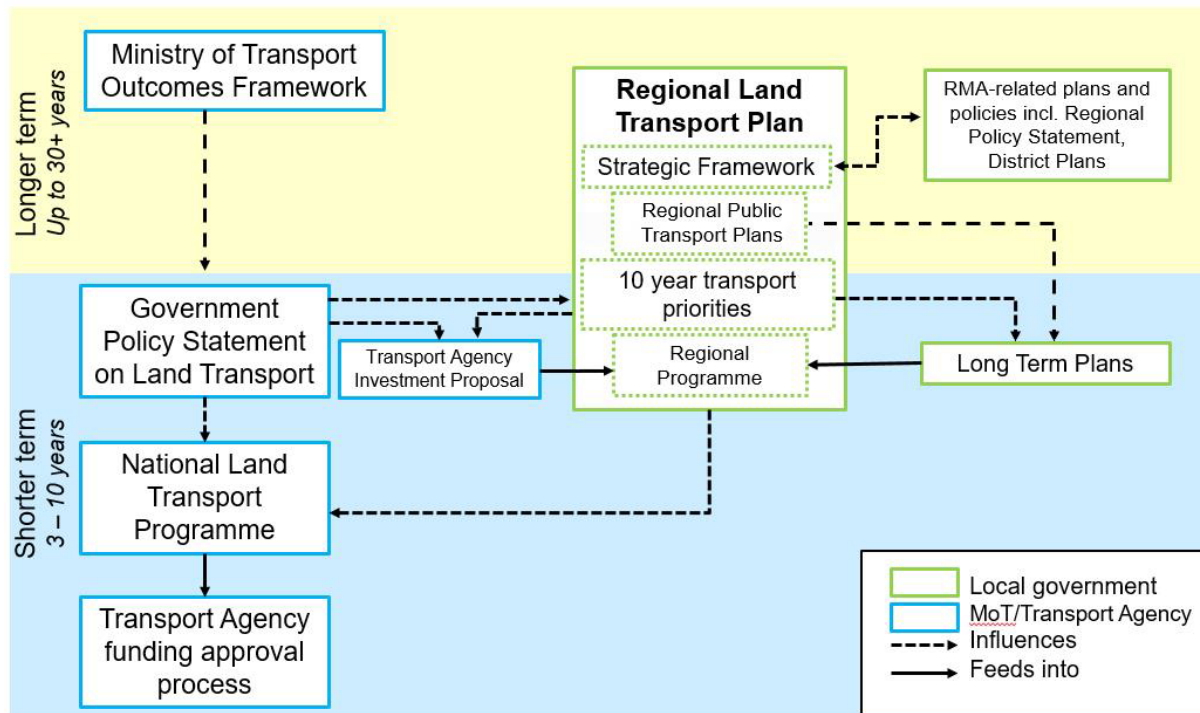 Longer term
Up to 30+ years
Ministry of Transport
Outcomes Framework
Regional Land
Transport Plan
Strategic Framework
Regional Public
Transport Plans
10 year transport
priorities
Regional
Programme
RMA-related plans and
policies incl. Regional
Policy Statement,
District Plans
Shorter term
3 – 10 years
Government
Policy Statement
on Land Transport
Transport Agency
Investment Proposal
Long Term Plans
National Land
Transport
Programme
Transport Agency
funding approval
process
Local government
MoT/Transport Agency
Influences
Feeds into